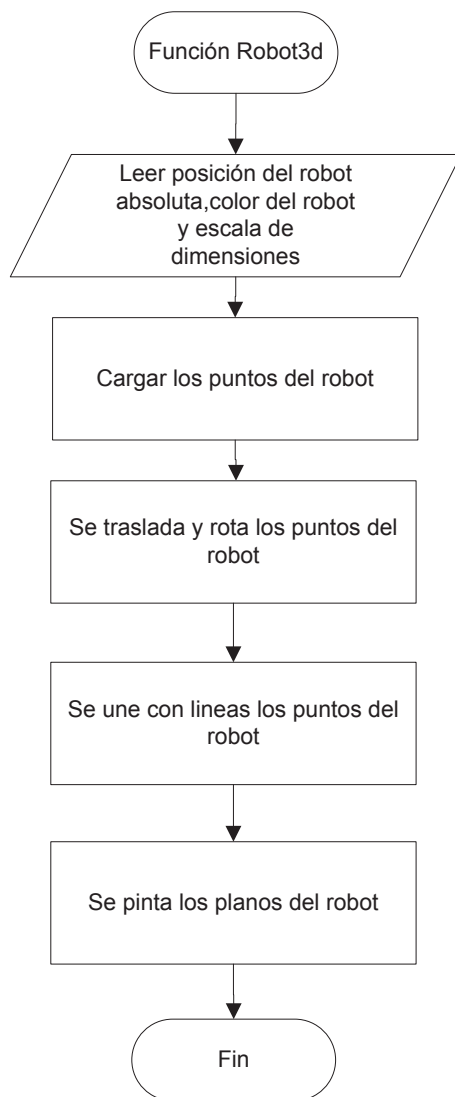 Función Robot3d
Leer posición del robot
absoluta,color del robot
y escala de
dimensiones
Cargar los puntos del robot
Se traslada y rota los puntos del
robot
Se une con lineas los puntos del
robot
Se pinta los planos del robot
Fin